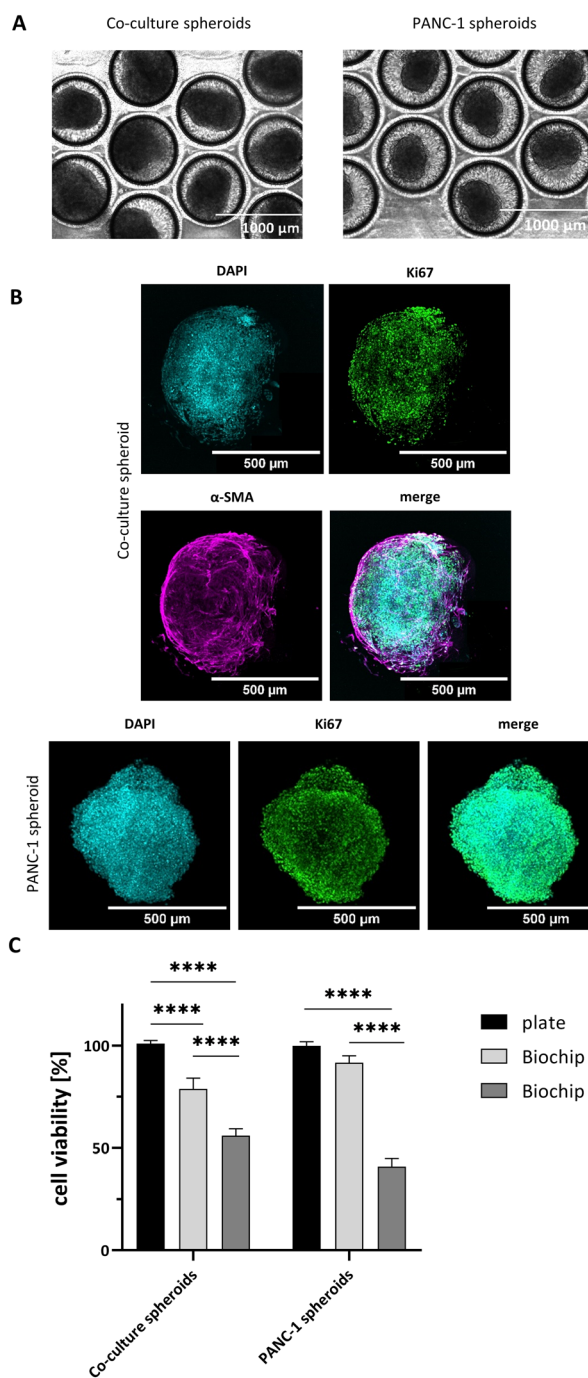 A
Co-culture spheroids
PANC-1 spheroids
1000 µm
1000 µm
B
DAPI
Ki67
Co-culture spheroid
500 µm
500 µm
α-SMA
merge
500 µm
500 µm
DAPI
Ki67
merge
PANC-1 spheroid
500 µm
500 µm
500 µm
C
****
****
****
****
****
cell viability [%]
100
50
0
Co-culture spheroids
PANC-1 spheroids
plate
Biochip
Biochip